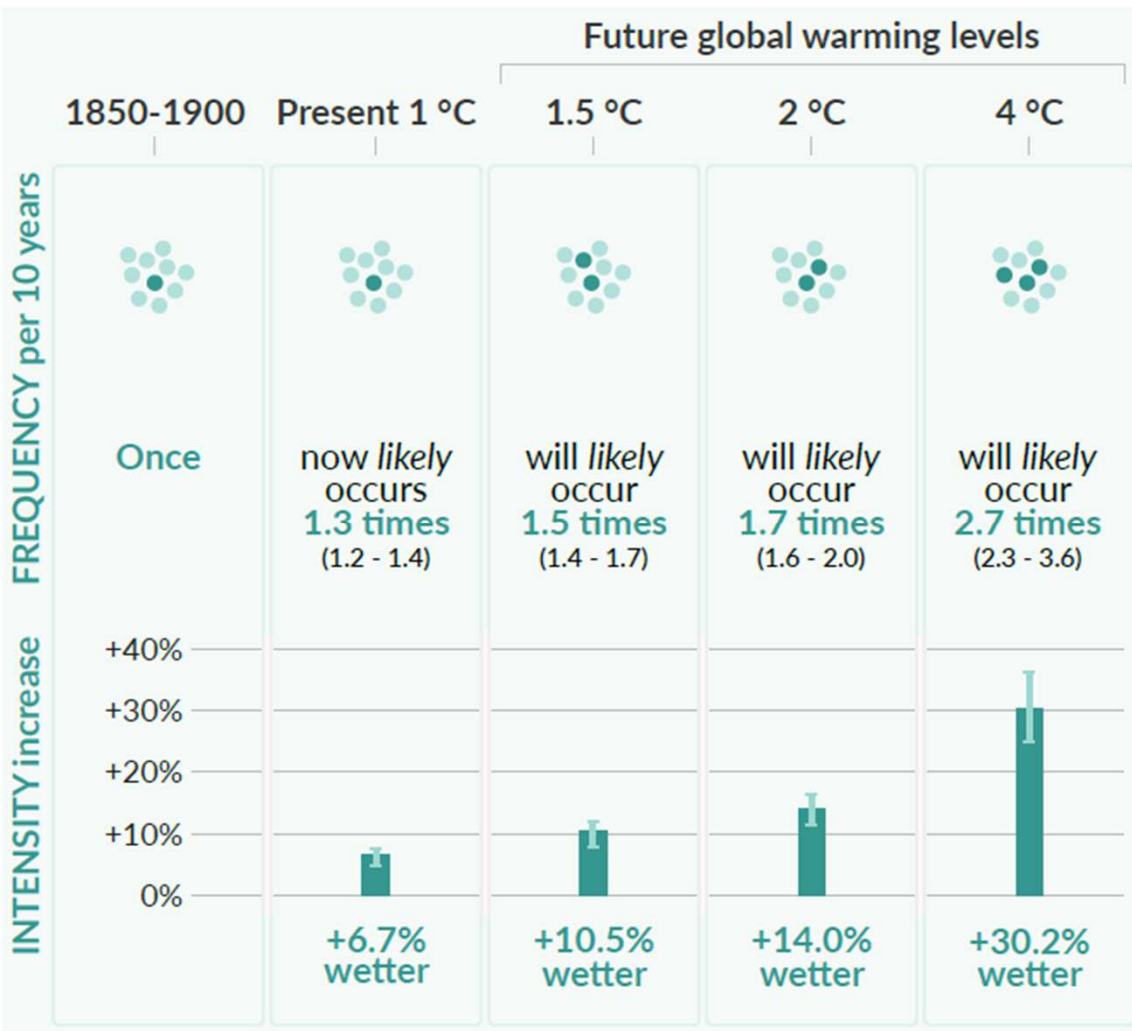 Future global warming levels
1850-1900
Present 1 °C
1.5 °C
2 °C
4 °C
FREQUENCY per 10 years
Once
now likely
occurs
1.3 times
(1.2 - 1.4)
will likely
occur
1.5 times
(1.4 - 1.7)
will likely
occur
1.7 times
(1.6 - 2.0)
will likely
occur
2.7 times
(2.3 - 3.6)
INTENSITY increase
+40%
+30%
+20%
+10%
0%
+6.7%
wetter
+10.5%
wetter
+14.0%
wetter
+30.2%
wetter